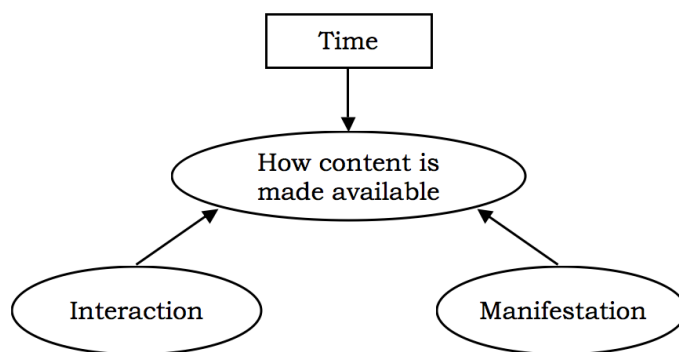 Time
How content is
made available
Interaction
Manifestation